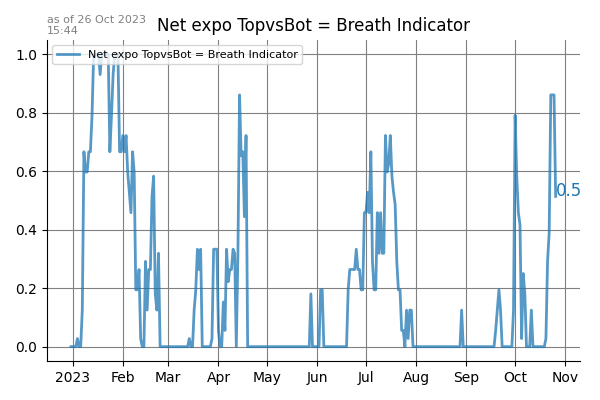 as of 26 Oct 2023
15:44
Net expo TopvsBot = Breath Indicator
Net expo TopvsBot = Breath Indicator
1.0
0.8
0.6
0.5
0.4
0.2
0.0
2023 Feb Mar Apr May Jun Jul Aug Sep Oct Nov